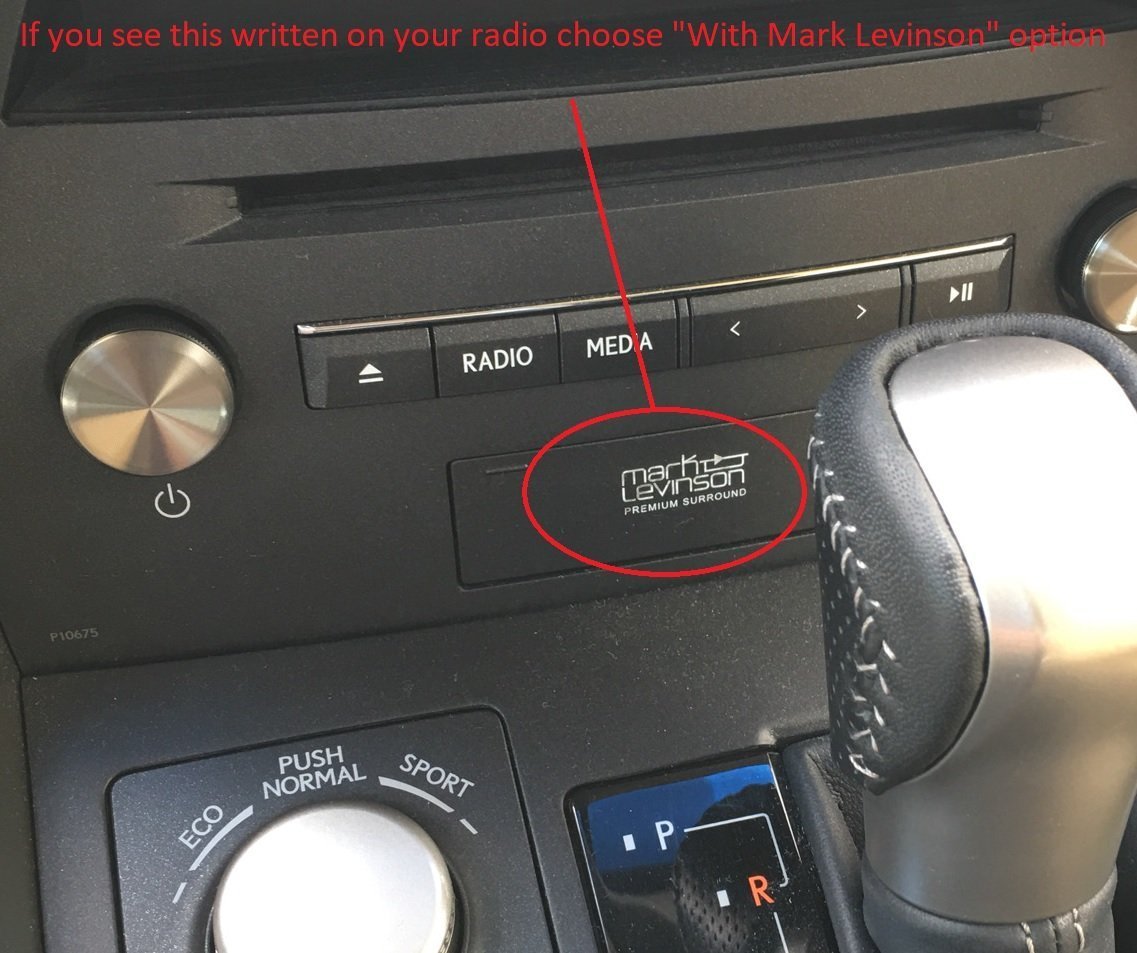 If you see this written on your radio choose "With Mark Levinson" option
RADIO
MEDIA
<
>
mark
Levinson
PREMIUM SURROUND
P10675
PUSH
NORMAL
ECO
SPORT
P
R